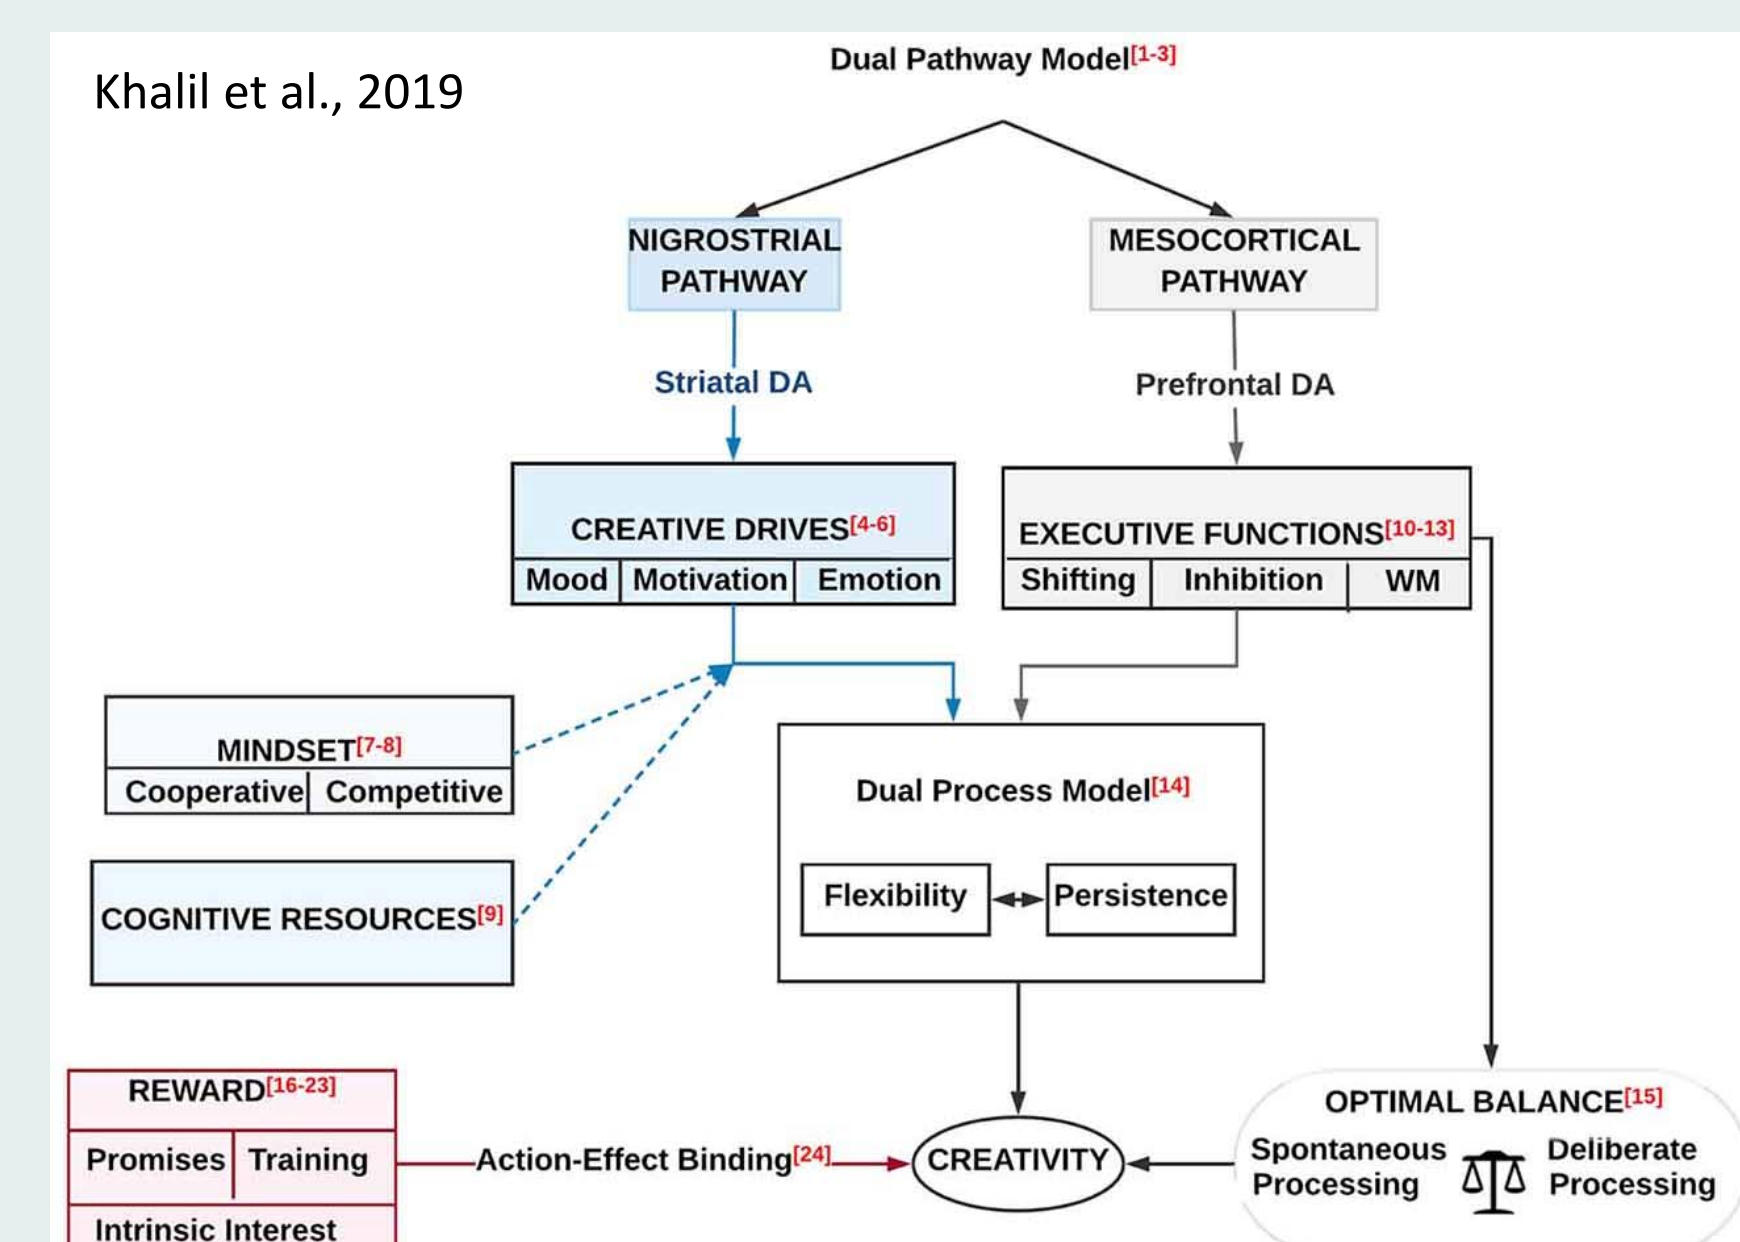 Khalil et al., 2019
Dual Pathway Model[1-3]
NIGROSTRIAL
PATHWAY
MESOCORTICAL
PATHWAY
Striatal DA
Prefrontal DA
CREATIVE DRIVES[4-6]
Mood Motivation Emotion
EXECUTIVE FUNCTIONS[10-13]
Shifting Inhibition WM
MINDSET[7-8]
Cooperative Competitive
COGNITIVE RESOURCES[9]
Dual Process Model[14]
Flexibility Persistence
REWARD[16-23]
Promises Training
Intrinsic Interest
Action-Effect Binding[24]
CREATIVITY
OPTIMAL BALANCE[15]
Spontaneous
Processing
Deliberate
Processing